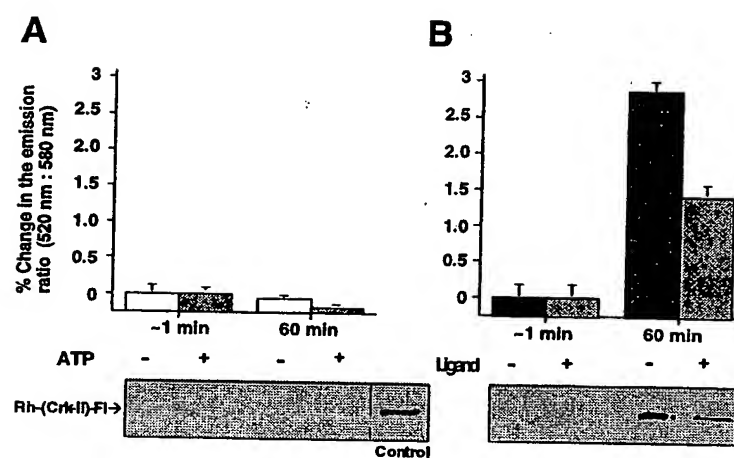 A
B
% Change in the emission
ratio (520 nm : 580 nm)
3
2.5
2.0
1.5
1.0
0.5
0
~1 min
60 min
3
2.5
2.0
1.5
1.0
0.5
0
~1 min
60 min
ATP - + - +
Ligand - + - +
Rh-(Crk-II)-Fl→
Control